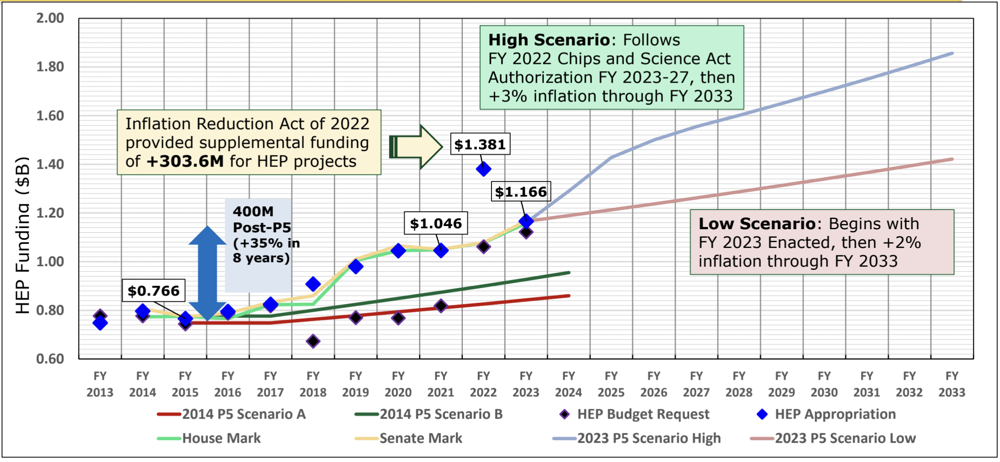 2.00
1.80
1.60
1.40
1.20
1.00
0.80
0.60
HEP Funding ($B)
High Scenario: Follows
FY 2022 Chips and Science Act
Authorization FY 2023-27, then
+3% inflation through FY 2033
Inflation Reduction Act of 2022
provided supplemental funding
of +303.6M for HEP projects
$1.381
$1.166
400M
Post-P5
(+35% in
8 years)
$1.046
Low Scenario: Begins with
FY 2023 Enacted, then +2%
inflation through FY 2033
$0.766
FY FY FY FY FY FY FY FY FY FY FY FY FY FY FY FY FY FY FY FY FY
2013 2014 2015 2016 2017 2018 2019 2020 2021 2022 2023 2024 2025 2026 2027 2028 2029 2030 2031 2032 2033
2014 P5 Scenario A 2014 P5 Scenario B HEP Budget Request HEP Appropriation
House Mark Senate Mark 2023 P5 Scenario High 2023 P5 Scenario Low